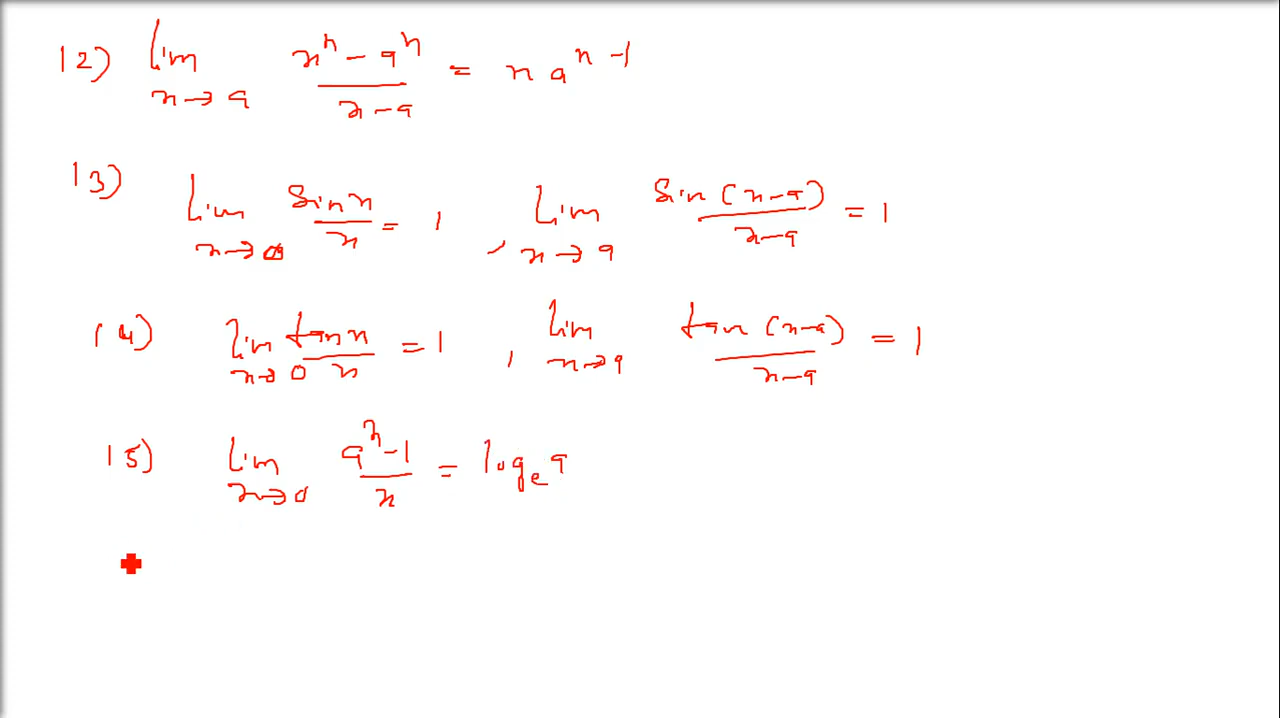 12) lim x→a (xⁿ - aⁿ)/(x-a) = n aⁿ⁻¹
13) lim x→0 sin x/x = 1 , lim x→a sin(x-a)/(x-a) = 1
14) lim x→0 tan x/x = 1 , lim x→a tan(x-a)/(x-a) = 1
15) lim x→0 (aˣ-1)/x = logₑ a